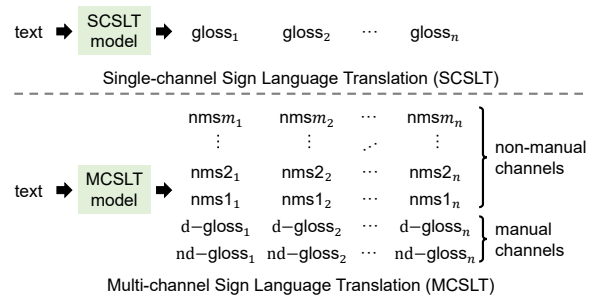 text → SCSLT model → gloss₁ gloss₂ ⋯ glossₙ
Single-channel Sign Language Translation (SCSLT)
nms𝑚₁ nms𝑚₂ ⋯ nms𝑚ₙ
⋮ ⋮ ⋰ ⋮
nms2₁ nms2₂ ⋯ nms2ₙ
nms1₁ nms1₂ ⋯ nms1ₙ
non-manual channels
text → MCSLT model
d−gloss₁ d−gloss₂ ⋯ d−glossₙ
nd−gloss₁ nd−gloss₂ ⋯ nd−glossₙ
manual channels
Multi-channel Sign Language Translation (MCSLT)